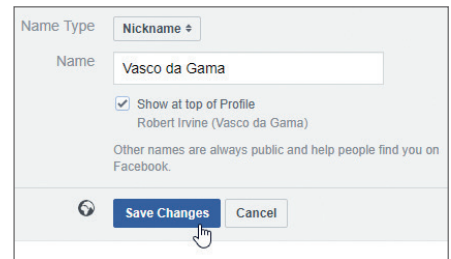 Name Type Nickname
Name Vasco da Gama
Show at top of Profile
Robert Irvine (Vasco da Gama)
Other names are always public and help people find you on
Facebook.
Save Changes Cancel